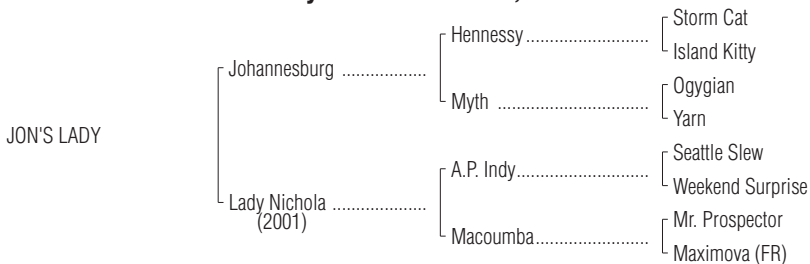 Storm Cat
Hennessy ..........................
Island Kitty
Johannesburg ..................
Ogygian
Myth ................................
Yarn
JON'S LADY
Seattle Slew
A.P. Indy............................
Weekend Surprise
Lady Nichola ....................
(2001)
Mr. Prospector
Macoumba........................
Maximova (FR)